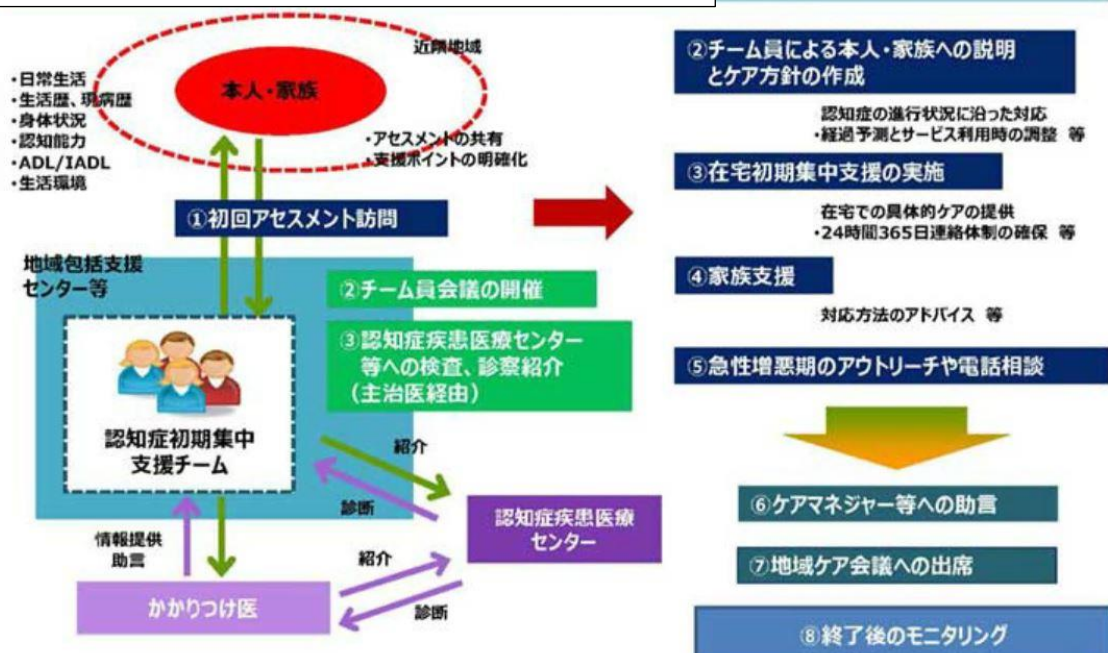 近隣地域
本人・家族
・日常生活
・生活歴、現病歴
・身体状況
・認知能力
・ADL/IADL
・生活環境
・アセスメントの共有
・支援ポイントの明確化
①初回アセスメント訪問
地域包括支援
センター等
②チーム員会議の開催
③認知症疾患医療センター
等への検査、診察紹介
（主治医経由）
認知症初期集中
支援チーム
紹介
診断
認知症疾患医療
センター
情報提供
助言
紹介
診断
かかりつけ医
②チーム員による本人・家族への説明
とケア方針の作成
認知症の進行状況に沿った対応
・経過予測とサービス利用時の調整 等
③在宅初期集中支援の実施
在宅での具体的ケアの提供
・24時間365日連絡体制の確保 等
④家族支援
対応方法のアドバイス 等
⑤急性増悪期のアウトリーチや電話相談
⑥ケアマネジャー等への助言
⑦地域ケア会議への出席
⑧終了後のモニタリング